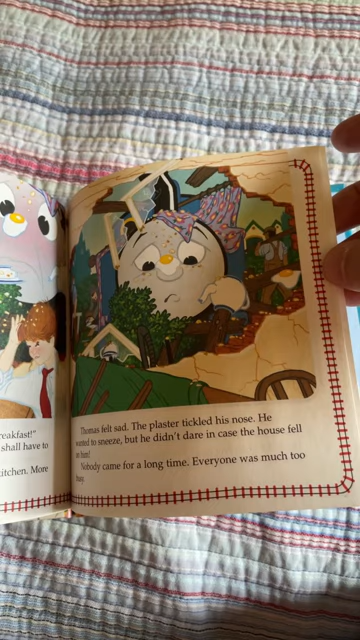 reakfast!"
shall have to
itchen. More
Thomas felt sad. The plaster tickled his nose. He
wanted to sneeze, but he didn't dare in case the house fell
on him!
Nobody came for a long time. Everyone was much too
busy.